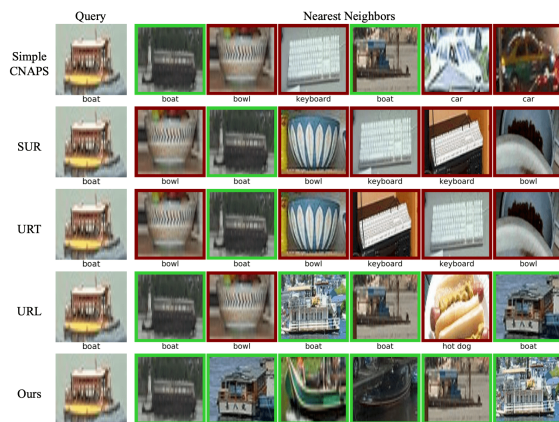 Query Nearest Neighbors
Simple
CNAPS
boat boat bowl keyboard boat car car
SUR
boat bowl boat bowl keyboard keyboard bowl
URT
boat bowl boat bowl keyboard keyboard bowl
URL
boat boat bowl boat boat hot dog boat
Ours